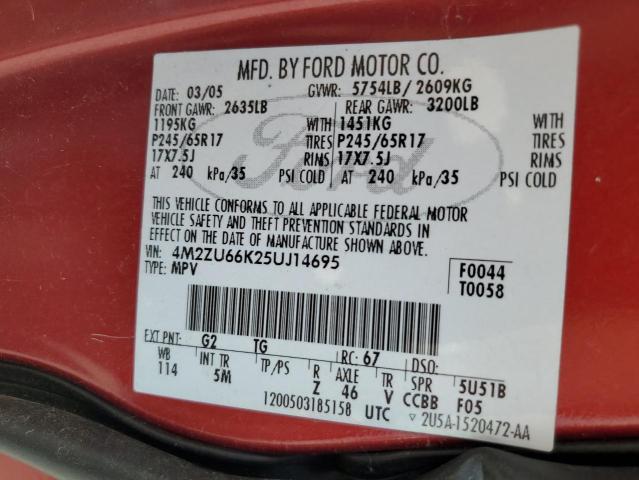 MFD. BY FORD MOTOR CO.
DATE: 03/05 GVWR: 5754LB/ 2609KG
FRONT GAWR: 2635LB REAR GAWR: 3200LB
1195KG WITH 1451KG WITH
P245/65R17 TIRES P245/65R17 TIRES
17X7.5J RIMS 17X7.5J RIMS
AT 240 kPa/35 PSI COLD AT 240 kPa/35 PSI COLD
Ford
THIS VEHICLE CONFORMS TO ALL APPLICABLE FEDERAL MOTOR
VEHICLE SAFETY AND THEFT PREVENTION STANDARDS IN
EFFECT ON THE DATE OF MANUFACTURE SHOWN ABOVE.
VIN: 4M2ZU66K25UJ14695 F0044
TYPE: MPV T0058
EXT PNT: G2 TG RC: 67 DSO:
WB INT TR TP/PS R AXLE TR SPR 5U51B
114 5M Z 46 V CCBB F05
1200503185158 UTC ▽ 2U5A-1520472-AA